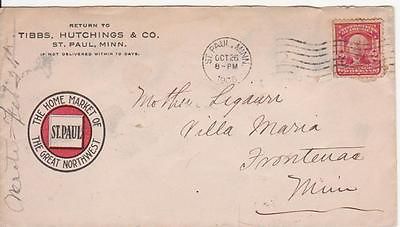 RETURN TO
TIBBS, HUTCHINGS & CO.
ST. PAUL, MINN.
IF NOT DELIVERED WITHIN 10 DAYS.
ST. PAUL, MINN.
OCT 26
8-PM
THE HOME MARKET OF
ST. PAUL
THE GREAT NORTHWEST
Mother Liguori
Villa Maria
Frontenac
Minn